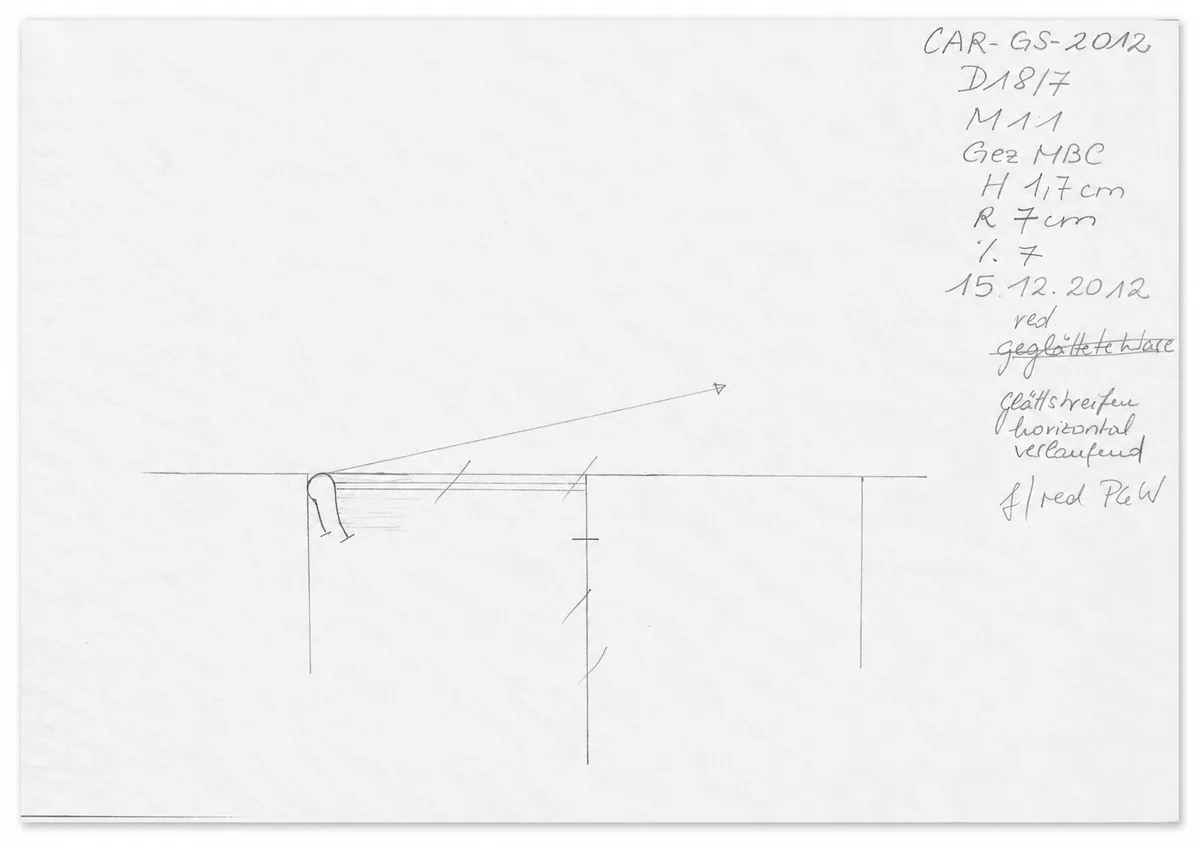 CAR-GS-2012
D18/7
M 1:1
Gez MBC
H 1,7 cm
R 7 cm
%. 7
15.12.2012
red
geglättete Ware
Glättstreifen
horizontal
verlaufend
f/red PGW